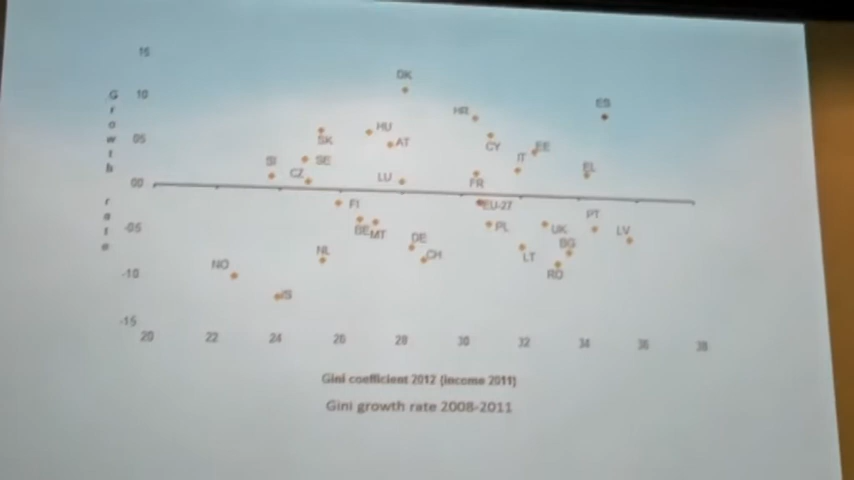 15
DK
Growth rate
10
ES
HR
HU
05
SK
AT
CY
EE
SI
SE
IT
EL
CZ
LU
FR
00
FI
EU-27
PT
-05
BE
MT
DE
PL
UK
LV
NL
CH
LT
BG
NO
-10
RO
IS
-15
20
22
24
26
28
30
32
34
36
38
Gini coefficient 2012 (income 2011)
Gini growth rate 2008-2011